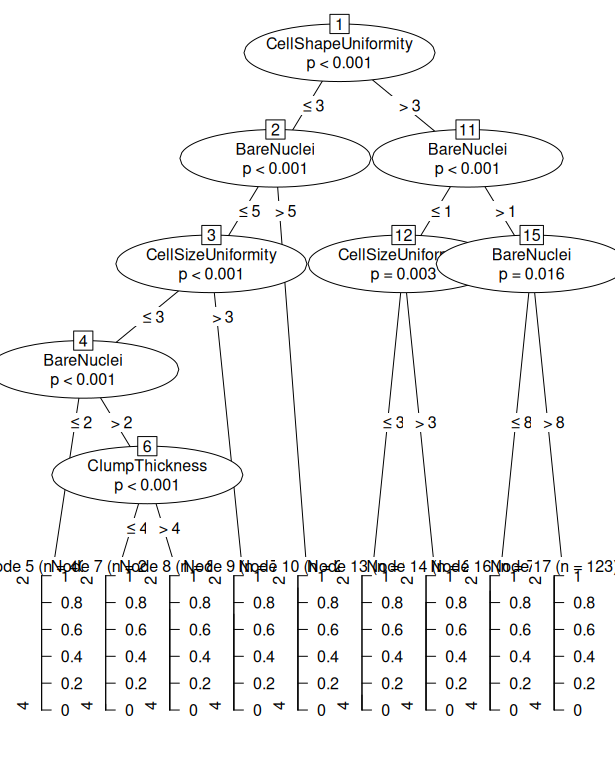 1
CellShapeUniformity
p < 0.001
≤ 3
> 3
2
BareNuclei
p < 0.001
11
BareNuclei
p < 0.001
≤ 5
> 5
≤ 1
> 1
3
CellSizeUniformity
p < 0.001
12
CellSizeUnifor
p = 0.003
15
BareNuclei
p = 0.016
≤ 3
> 3
4
BareNuclei
p < 0.001
≤ 2
> 2
≤ 3
> 3
≤ 8
> 8
6
ClumpThickness
p < 0.001
≤ 4
> 4
ode 5 (n = Node 7 (n = Node 8 (n = 9 10 (n = 13 (n = 14 16 17 (n = 123)
2 1 2 1 2 1 2 1 2 1 2 1 2 1 2 1 2 1
0.8 0.8 0.8 0.8 0.8 0.8 0.8 0.8 0.8
0.6 0.6 0.6 0.6 0.6 0.6 0.6 0.6 0.6
0.4 0.4 0.4 0.4 0.4 0.4 0.4 0.4 0.4
0.2 0.2 0.2 0.2 0.2 0.2 0.2 0.2 0.2
4 0 4 0 4 0 4 0 4 0 4 0 4 0 4 0 4 0